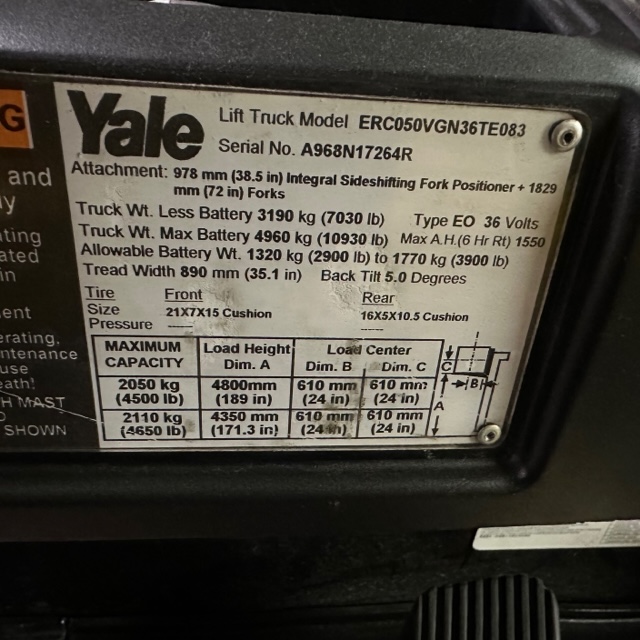 G
and
Yale
Lift Truck Model ERC050VGN36TE083
Serial No. A968N17264R
Attachment: 978 mm (38.5 in) Integral Sideshifting Fork Positioner + 1829
mm (72 in) Forks
Truck Wt. Less Battery 3190 kg (7030 lb) Type EO 36 Volts
Truck Wt. Max Battery 4960 kg (10930 lb) Max A.H.(6 Hr Rt) 1550
Allowable Battery Wt. 1320 kg (2900 lb) to 1770 kg (3900 lb)
Tread Width 890 mm (35.1 in) Back Tilt 5.0 Degrees
Tire Front Rear
Size 21X7X15 Cushion 16X5X10.5 Cushion
Pressure ----- -----
MAXIMUM CAPACITY Load Height Dim. A Load Center Dim. B Dim. C
2050 kg (4500 lb) 4800mm (189 in) 610 mm (24 in) 610 mm (24 in)
2110 kg (4650 lb) 4350 mm (171.3 in) 610 mm (24 in) 610 mm (24 in)
C
B
A
in
use
MAST
SHOWN